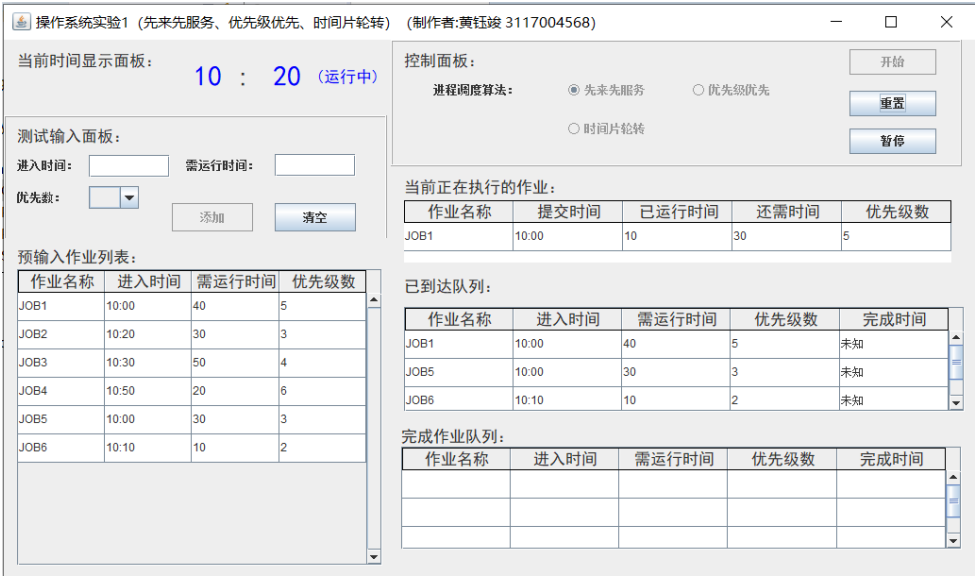 操作系统实验1（先来先服务、优先级优先、时间片轮转）（制作者:黄钰竣 3117004568）
当前时间显示面板：
10 : 20 （运行中）
测试输入面板：
进入时间： 需运行时间：
优先数：
添加 清空
预输入作业列表：
作业名称 进入时间 需运行时间 优先级数
JOB1 10:00 40 5
JOB2 10:20 30 3
JOB3 10:30 50 4
JOB4 10:50 20 6
JOB5 10:00 30 3
JOB6 10:10 10 2
控制面板：
进程调度算法： 先来先服务 优先级优先
时间片轮转
开始
重置
暂停
当前正在执行的作业：
作业名称 提交时间 已运行时间 还需时间 优先级数
JOB1 10:00 10 30 5
已到达队列：
作业名称 进入时间 需运行时间 优先级数 完成时间
JOB1 10:00 40 5 未知
JOB5 10:00 30 3 未知
JOB6 10:10 10 2 未知
完成作业队列：
作业名称 进入时间 需运行时间 优先级数 完成时间